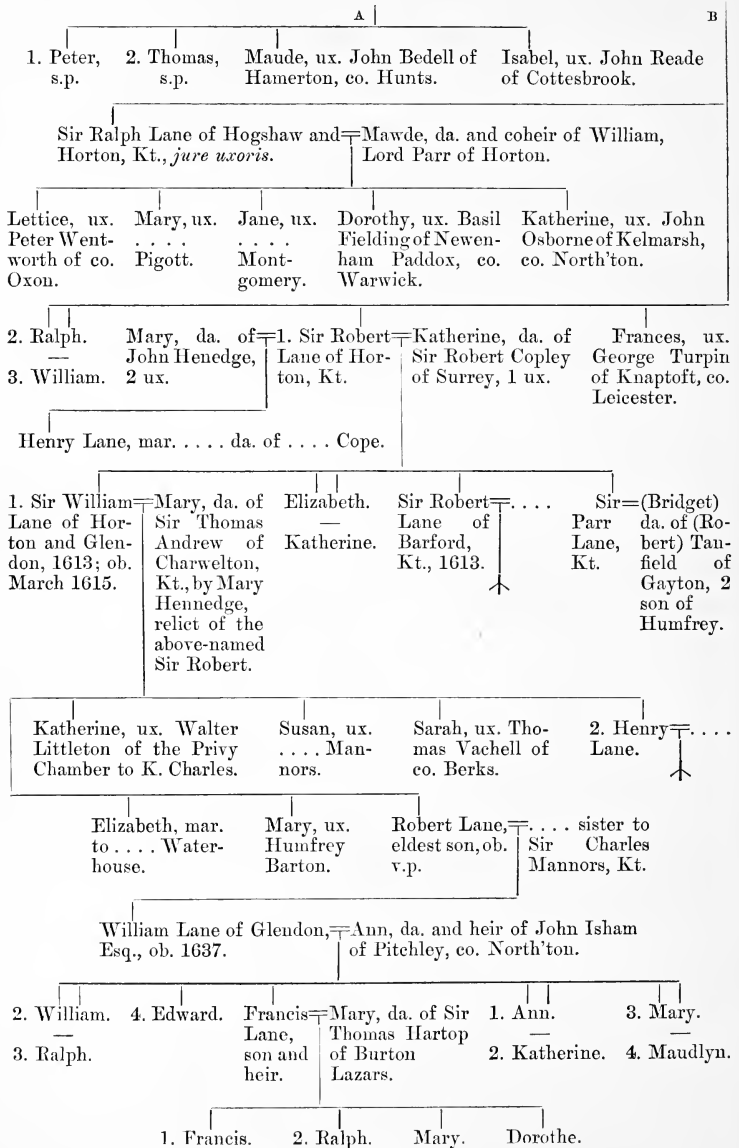 A B
1. Peter, s.p.
2. Thomas, s.p.
Maude, ux. John Bedell of
Hamerton, co. Hunts.
Isabel, ux. John Reade
of Cottesbrook.
Sir Ralph Lane of Hogshaw and
Horton, Kt., jure uxoris.
Mawde, da. and coheir of William,
Lord Parr of Horton.
Lettice, ux.
Peter Went-
worth of co.
Oxon.
Mary, ux.
. . . .
Pigott.
Jane, ux.
. . . .
Mont-
gomery.
Dorothy, ux. Basil
Fielding of Newen-
ham Paddox, co.
Warwick.
Katherine, ux. John
Osborne of Kelmarsh,
co. North'ton.
2. Ralph.
—
3. William.
Mary, da. of
John Henedge,
2 ux.
1. Sir Robert
Lane of Hor-
ton, Kt.
Katherine, da. of
Sir Robert Copley
of Surrey, 1 ux.
Frances, ux.
George Turpin
of Knaptoft, co.
Leicester.
Henry Lane, mar. . . . . da. of . . . . Cope.
1. Sir William
Lane of Hor-
ton and Glen-
don, 1613; ob.
March 1615.
Mary, da. of
Sir Thomas
Andrew of
Charwelton,
Kt., by Mary
Hennedge,
relict of the
above-named
Sir Robert.
Elizabeth.
—
Katherine.
Sir Robert
Lane of
Barford,
Kt., 1613.
. . . .
Sir
Parr
Lane,
Kt.
(Bridget)
da. of (Ro-
bert) Tan-
field of
Gayton, 2
son of
Humfrey.
Katherine, ux. Walter
Littleton of the Privy
Chamber to K. Charles.
Susan, ux.
. . . . Man-
nors.
Sarah, ux. Tho-
mas Vachell of
co. Berks.
2. Henry
Lane.
. . . .
Elizabeth, mar.
to . . . . Water-
house.
Mary, ux.
Humfrey
Barton.
Robert Lane,
eldest son, ob.
v.p.
. . . . sister to
Sir Charles
Mannors, Kt.
William Lane of Glendon,
Esq., ob. 1637.
Ann, da. and heir of John Isham
of Pitchley, co. North'ton.
2. William.
—
3. Ralph.
4. Edward.
Francis
Lane,
son and
heir.
Mary, da. of Sir
Thomas Hartop
of Burton
Lazars.
1. Ann.
—
2. Katherine.
3. Mary.
—
4. Maudlyn.
1. Francis. 2. Ralph. Mary. Dorothe.